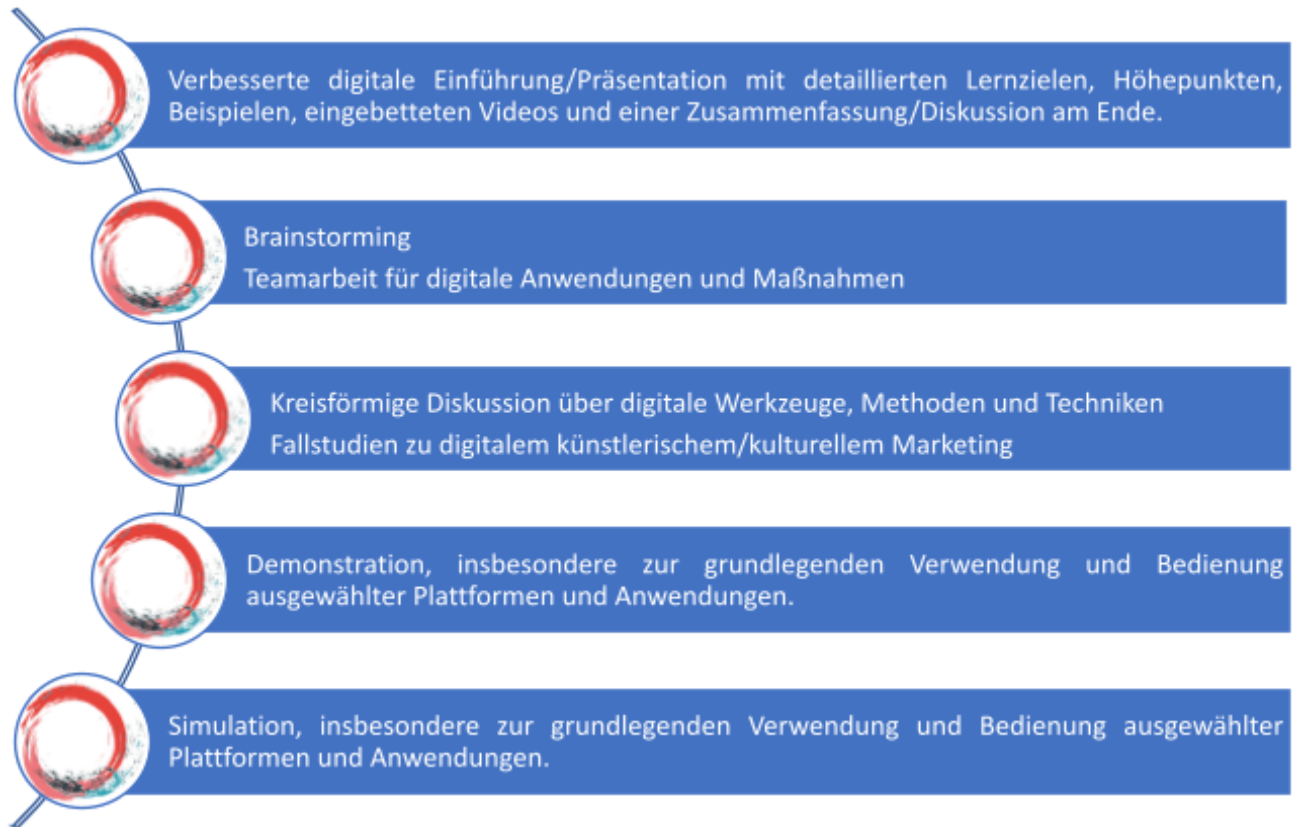 Verbesserte digitale Einführung/Präsentation mit detaillierten Lernzielen, Höhepunkten,
Beispielen, eingebetteten Videos und einer Zusammenfassung/Diskussion am Ende.
Brainstorming
Teamarbeit für digitale Anwendungen und Maßnahmen
Kreisförmige Diskussion über digitale Werkzeuge, Methoden und Techniken
Fallstudien zu digitalem künstlerischem/kulturellem Marketing
Demonstration, insbesondere zur grundlegenden Verwendung und Bedienung
ausgewählter Plattformen und Anwendungen.
Simulation, insbesondere zur grundlegenden Verwendung und Bedienung ausgewählter
Plattformen und Anwendungen.